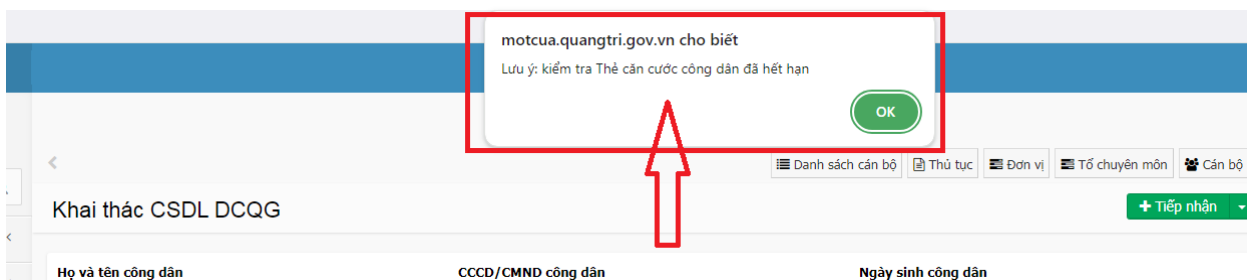 motcua.quangtri.gov.vn cho biết
Lưu ý: kiểm tra Thẻ căn cước công dân đã hết hạn
OK
Danh sách cán bộ Thủ tục Đơn vị Tổ chuyên môn Cán bộ
Khai thác CSDL DCQG
Tiếp nhận
Họ và tên công dân CCCD/CMND công dân Ngày sinh công dân